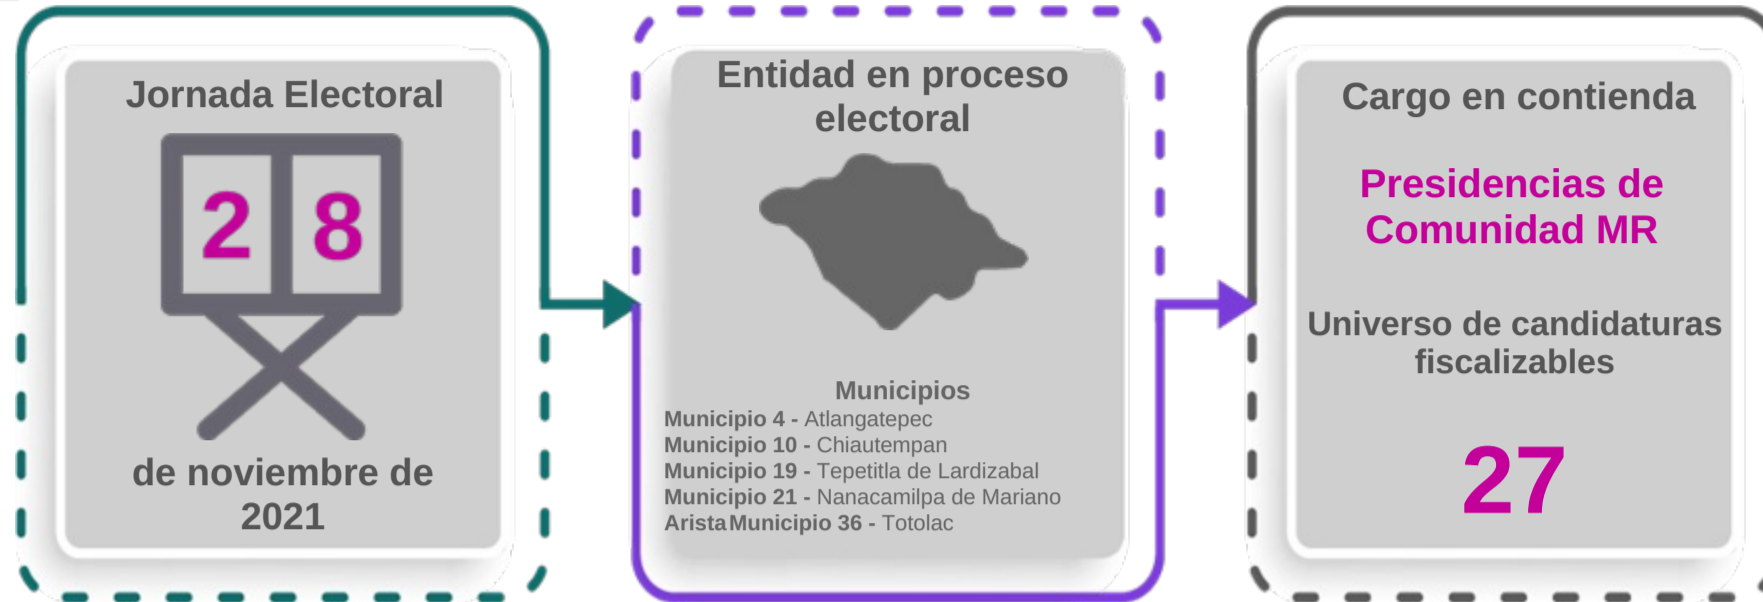 Jornada Electoral
2 8
de noviembre de
2021
Entidad en proceso
electoral
Municipios
Municipio 4 - Atlangatepec
Municipio 10 - Chiautempan
Municipio 19 - Tepetitla de Lardizabal
Municipio 21 - Nanacamilpa de Mariano
AristaMunicipio 36 - Totolac
Cargo en contienda
Presidencias de
Comunidad MR
Universo de candidaturas
fiscalizables
27